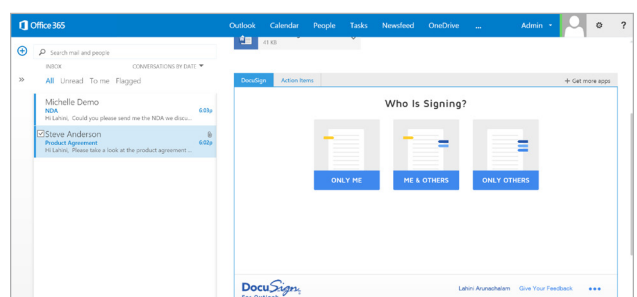 Office 365
Outlook Calendar People Tasks Newsfeed OneDrive ... Admin ?
Search mail and people
41 KB
INBOX CONVERSATIONS BY DATE
All Unread To me Flagged
Michelle Demo
NDA 6:03p
Hi Lahini, Could you please send me the NDA we discu...
Steve Anderson
Product Agreement 6:02p
Hi Lahini, Please take a look at the product agreement ...
DocuSign Action Items + Get more apps
Who Is Signing?
ONLY ME ME & OTHERS ONLY OTHERS
DocuSign
For Outlook
Lahini Arunachalam Give Your Feedback